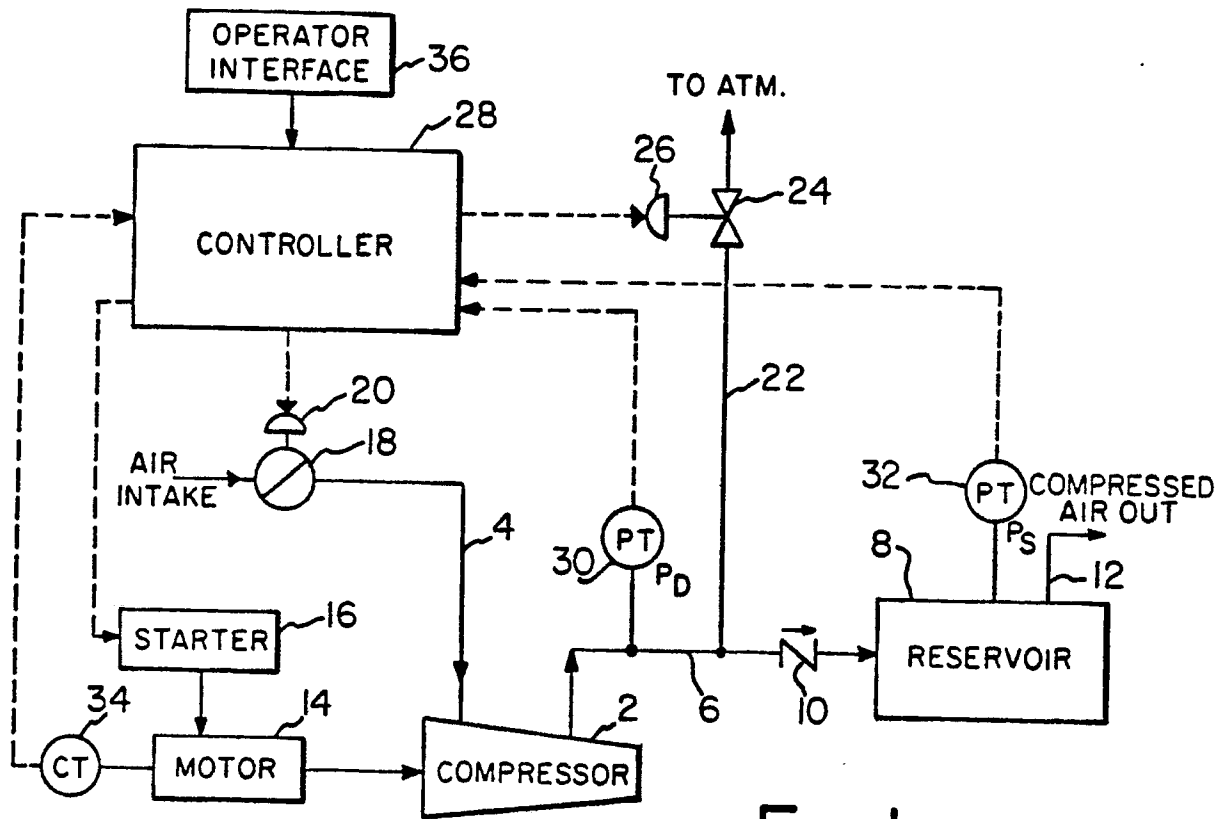 OPERATOR
INTERFACE
36
28
TO ATM.
26
24
CONTROLLER
22
20
18
AIR
INTAKE
4
32
PT
COMPRESSED
AIR OUT
PS
PT
30
PD
8
12
16
STARTER
RESERVOIR
34
14
2
6
10
CT
MOTOR
COMPRESSOR